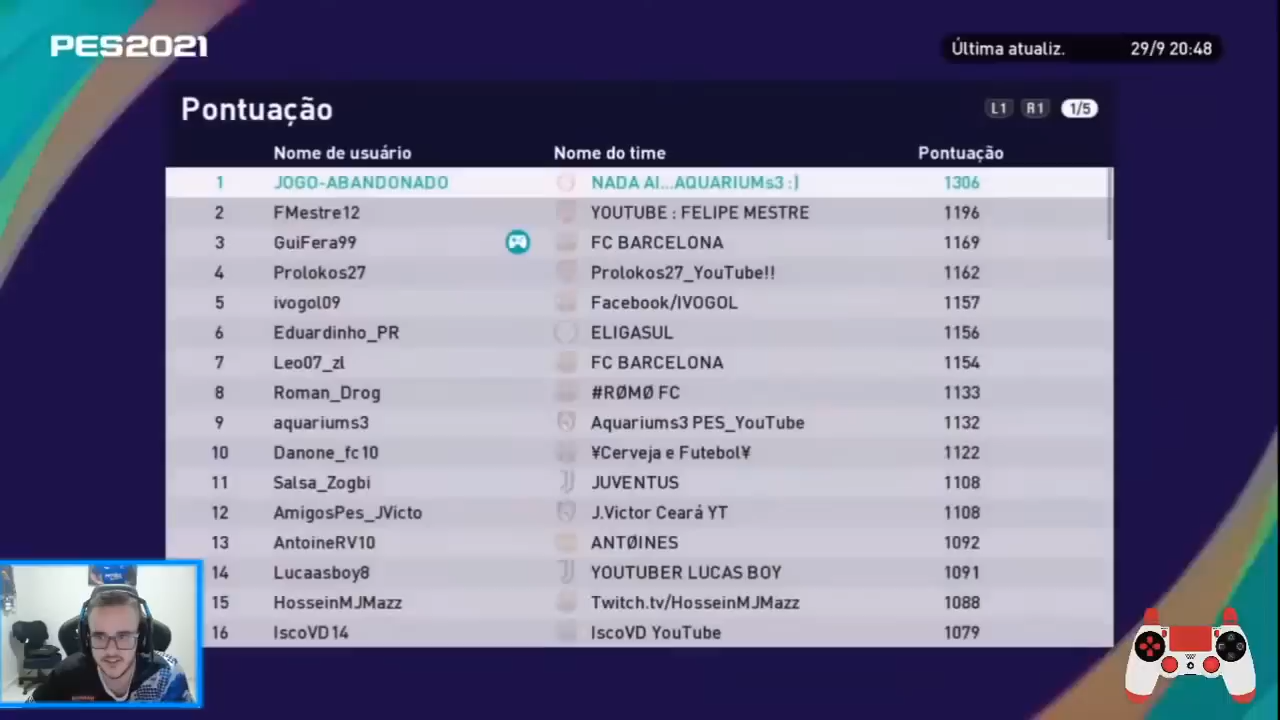 PES2021
Última atualiz. 29/9 20:48
Pontuação L1 R1 1/5
Nome de usuário Nome do time Pontuação
1 JOGO-ABANDONADO NADA AI...AQUARIUMs3 :) 1306
2 FMestre12 YOUTUBE : FELIPE MESTRE 1196
3 GuiFera99 FC BARCELONA 1169
4 Prolokos27 Prolokos27_YouTube!! 1162
5 ivogol09 Facebook/IVOGOL 1157
6 Eduardinho_PR ELIGASUL 1156
7 Leo07_zl FC BARCELONA 1154
8 Roman_Drog #RØMØ FC 1133
9 aquariums3 Aquariums3 PES_YouTube 1132
10 Danone_fc10 ¥Cerveja e Futebol¥ 1122
11 Salsa_Zogbi JUVENTUS 1108
12 AmigosPes_JVicto J.Victor Ceará YT 1108
13 AntoineRV10 ANTØINES 1092
14 Lucaasboy8 YOUTUBER LUCAS BOY 1091
15 HosseinMJMazz Twitch.tv/HosseinMJMazz 1088
16 IscoVD14 IscoVD YouTube 1079